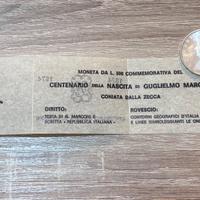 MONETA DA L. 500 COMMEMORATIVA DEL
CENTENARIO DELLA NASCITA DI GUGLIELMO MARC
CONIATA DALLA ZECCA
DIRITTO:
TESTA DI G. MARCONI E
SCRITTA «REPUBBLICA ITALIANA»
ROVESCIO:
CONTORNI GEOGRAFICI D'ITALIA
E LINEE SIMBOLEGGIANTI LE ONDE